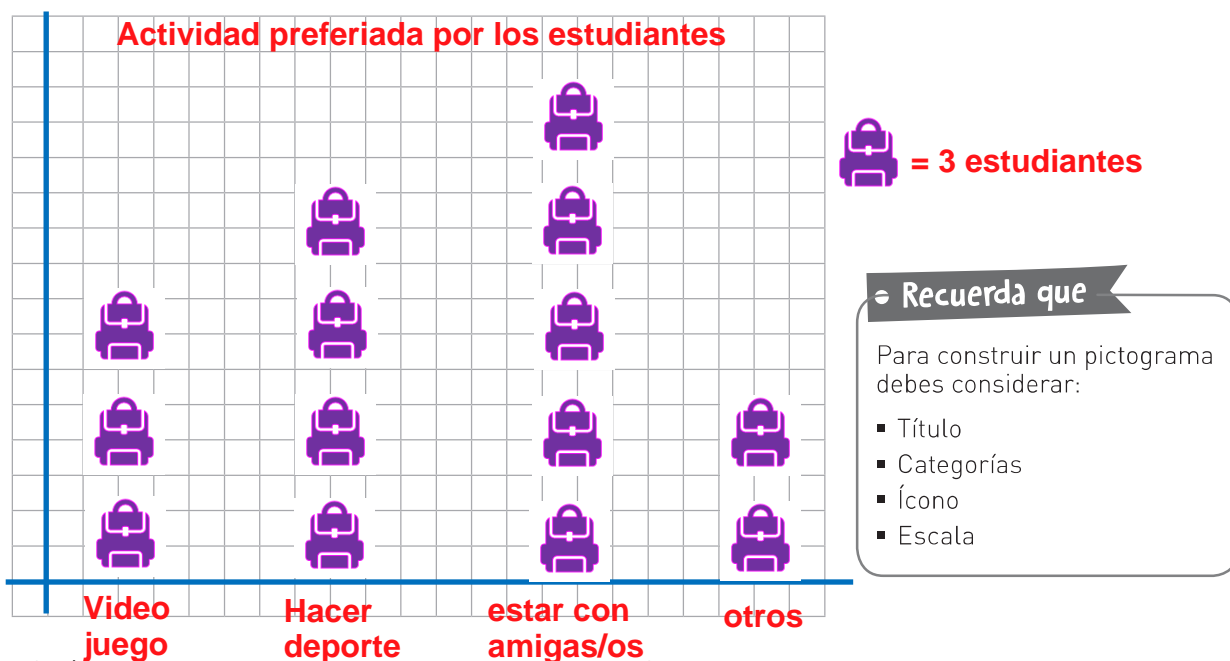 Actividad preferiada por los estudiantes
= 3 estudiantes
Recuerda que
Para construir un pictograma
debes considerar:
▪ Título
▪ Categorías
▪ Ícono
▪ Escala
Video
juego
Hacer
deporte
estar con
amigas/os
otros